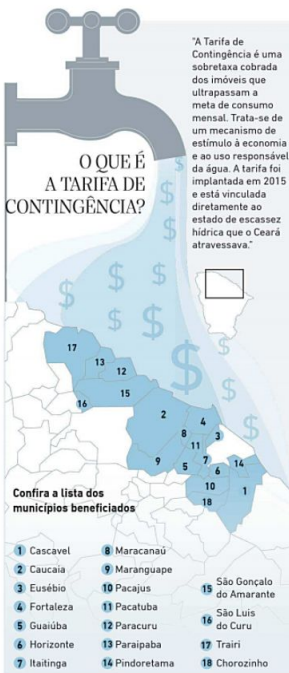 "A Tarifa de
Contingência é uma
sobretaxa cobrada
dos imóveis que
ultrapassam a
meta de consumo
mensal. Trata-se de
um mecanismo de
estímulo à economia
e ao uso responsável
da água. A tarifa foi
implantada em 2015
e está vinculada
diretamente ao
estado de escassez
hídrica que o Ceará
atravessava."
O QUE É
A TARIFA DE
CONTINGÊNCIA?
$
$
$
$
$
$
$
$
$
$
$
17
13
12
16
15
2
4
8
3
11
9
5
7
6
14
10
1
18
Confira a lista dos
municípios beneficiados
1 Cascavel
2 Caucaia
3 Eusébio
4 Fortaleza
5 Guaiúba
6 Horizonte
7 Itaitinga
8 Maracanaú
9 Maranguape
10 Pacajus
11 Pacatuba
12 Paracuru
13 Paraipaba
14 Pindoretama
15 São Gonçalo
do Amarante
16 São Luis
do Curu
17 Trairi
18 Chorozinho